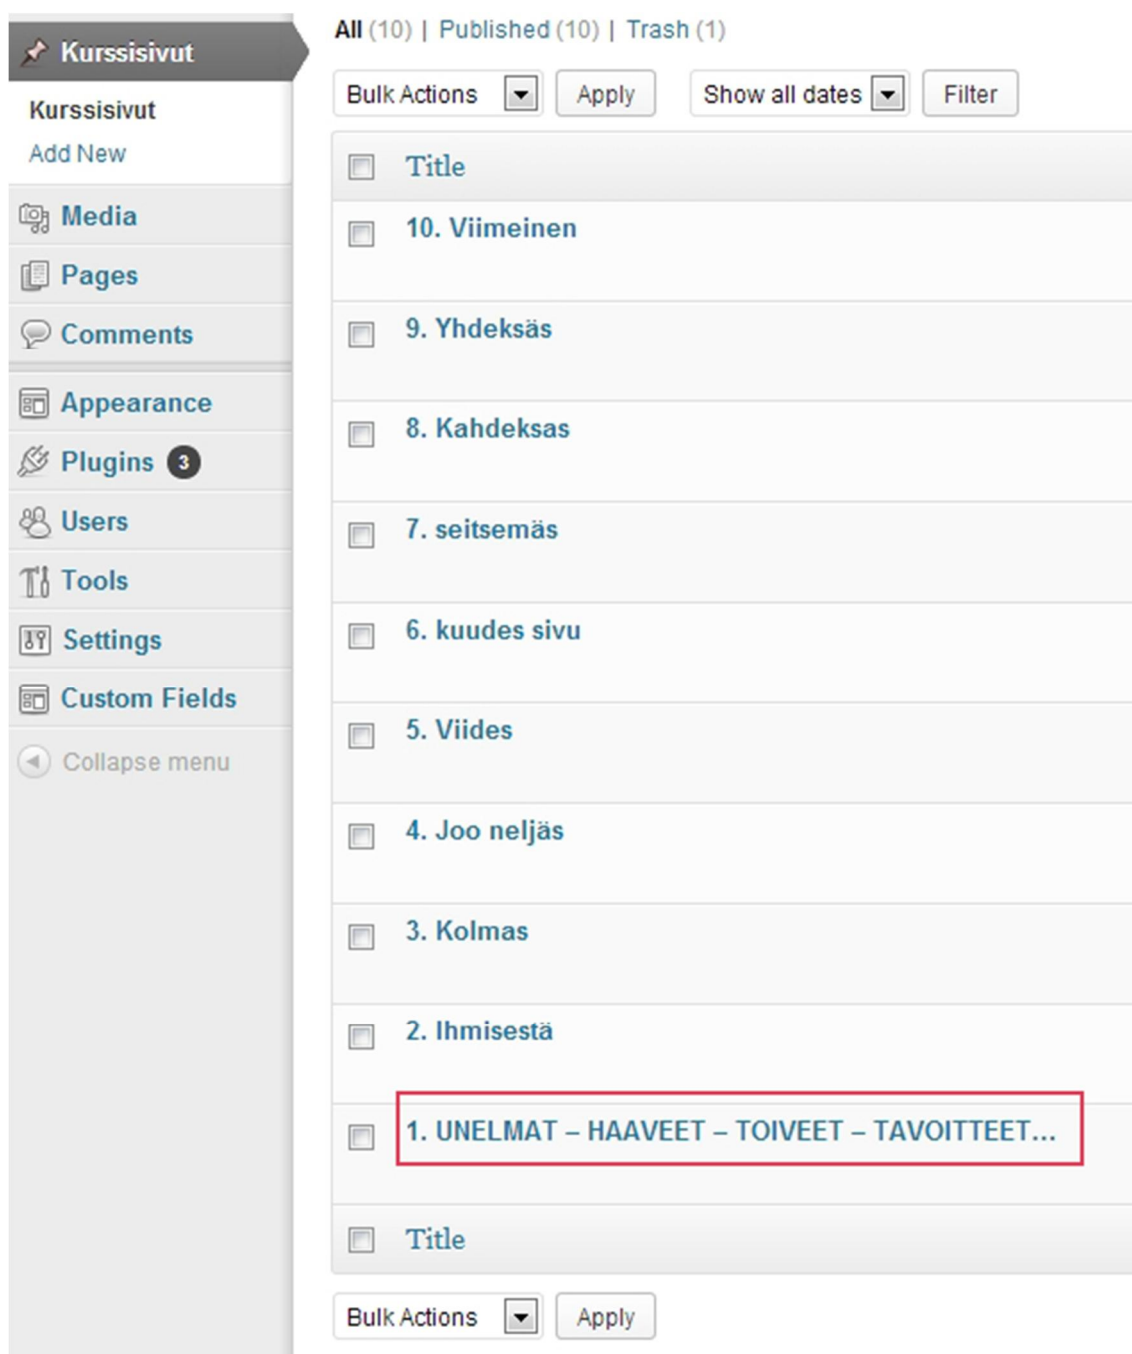 Kurssisivut
Kurssisivut
Add New
Media
Pages
Comments
Appearance
Plugins 3
Users
Tools
Settings
Custom Fields
Collapse menu
All (10) | Published (10) | Trash (1)
Bulk Actions Apply Show all dates Filter
Title
10. Viimeinen
9. Yhdeksäs
8. Kahdeksas
7. seitsemäs
6. kuudes sivu
5. Viides
4. Joo neljäs
3. Kolmas
2. Ihmisestä
1. UNELMAT – HAAVEET – TOIVEET – TAVOITTEET...
Title
Bulk Actions Apply